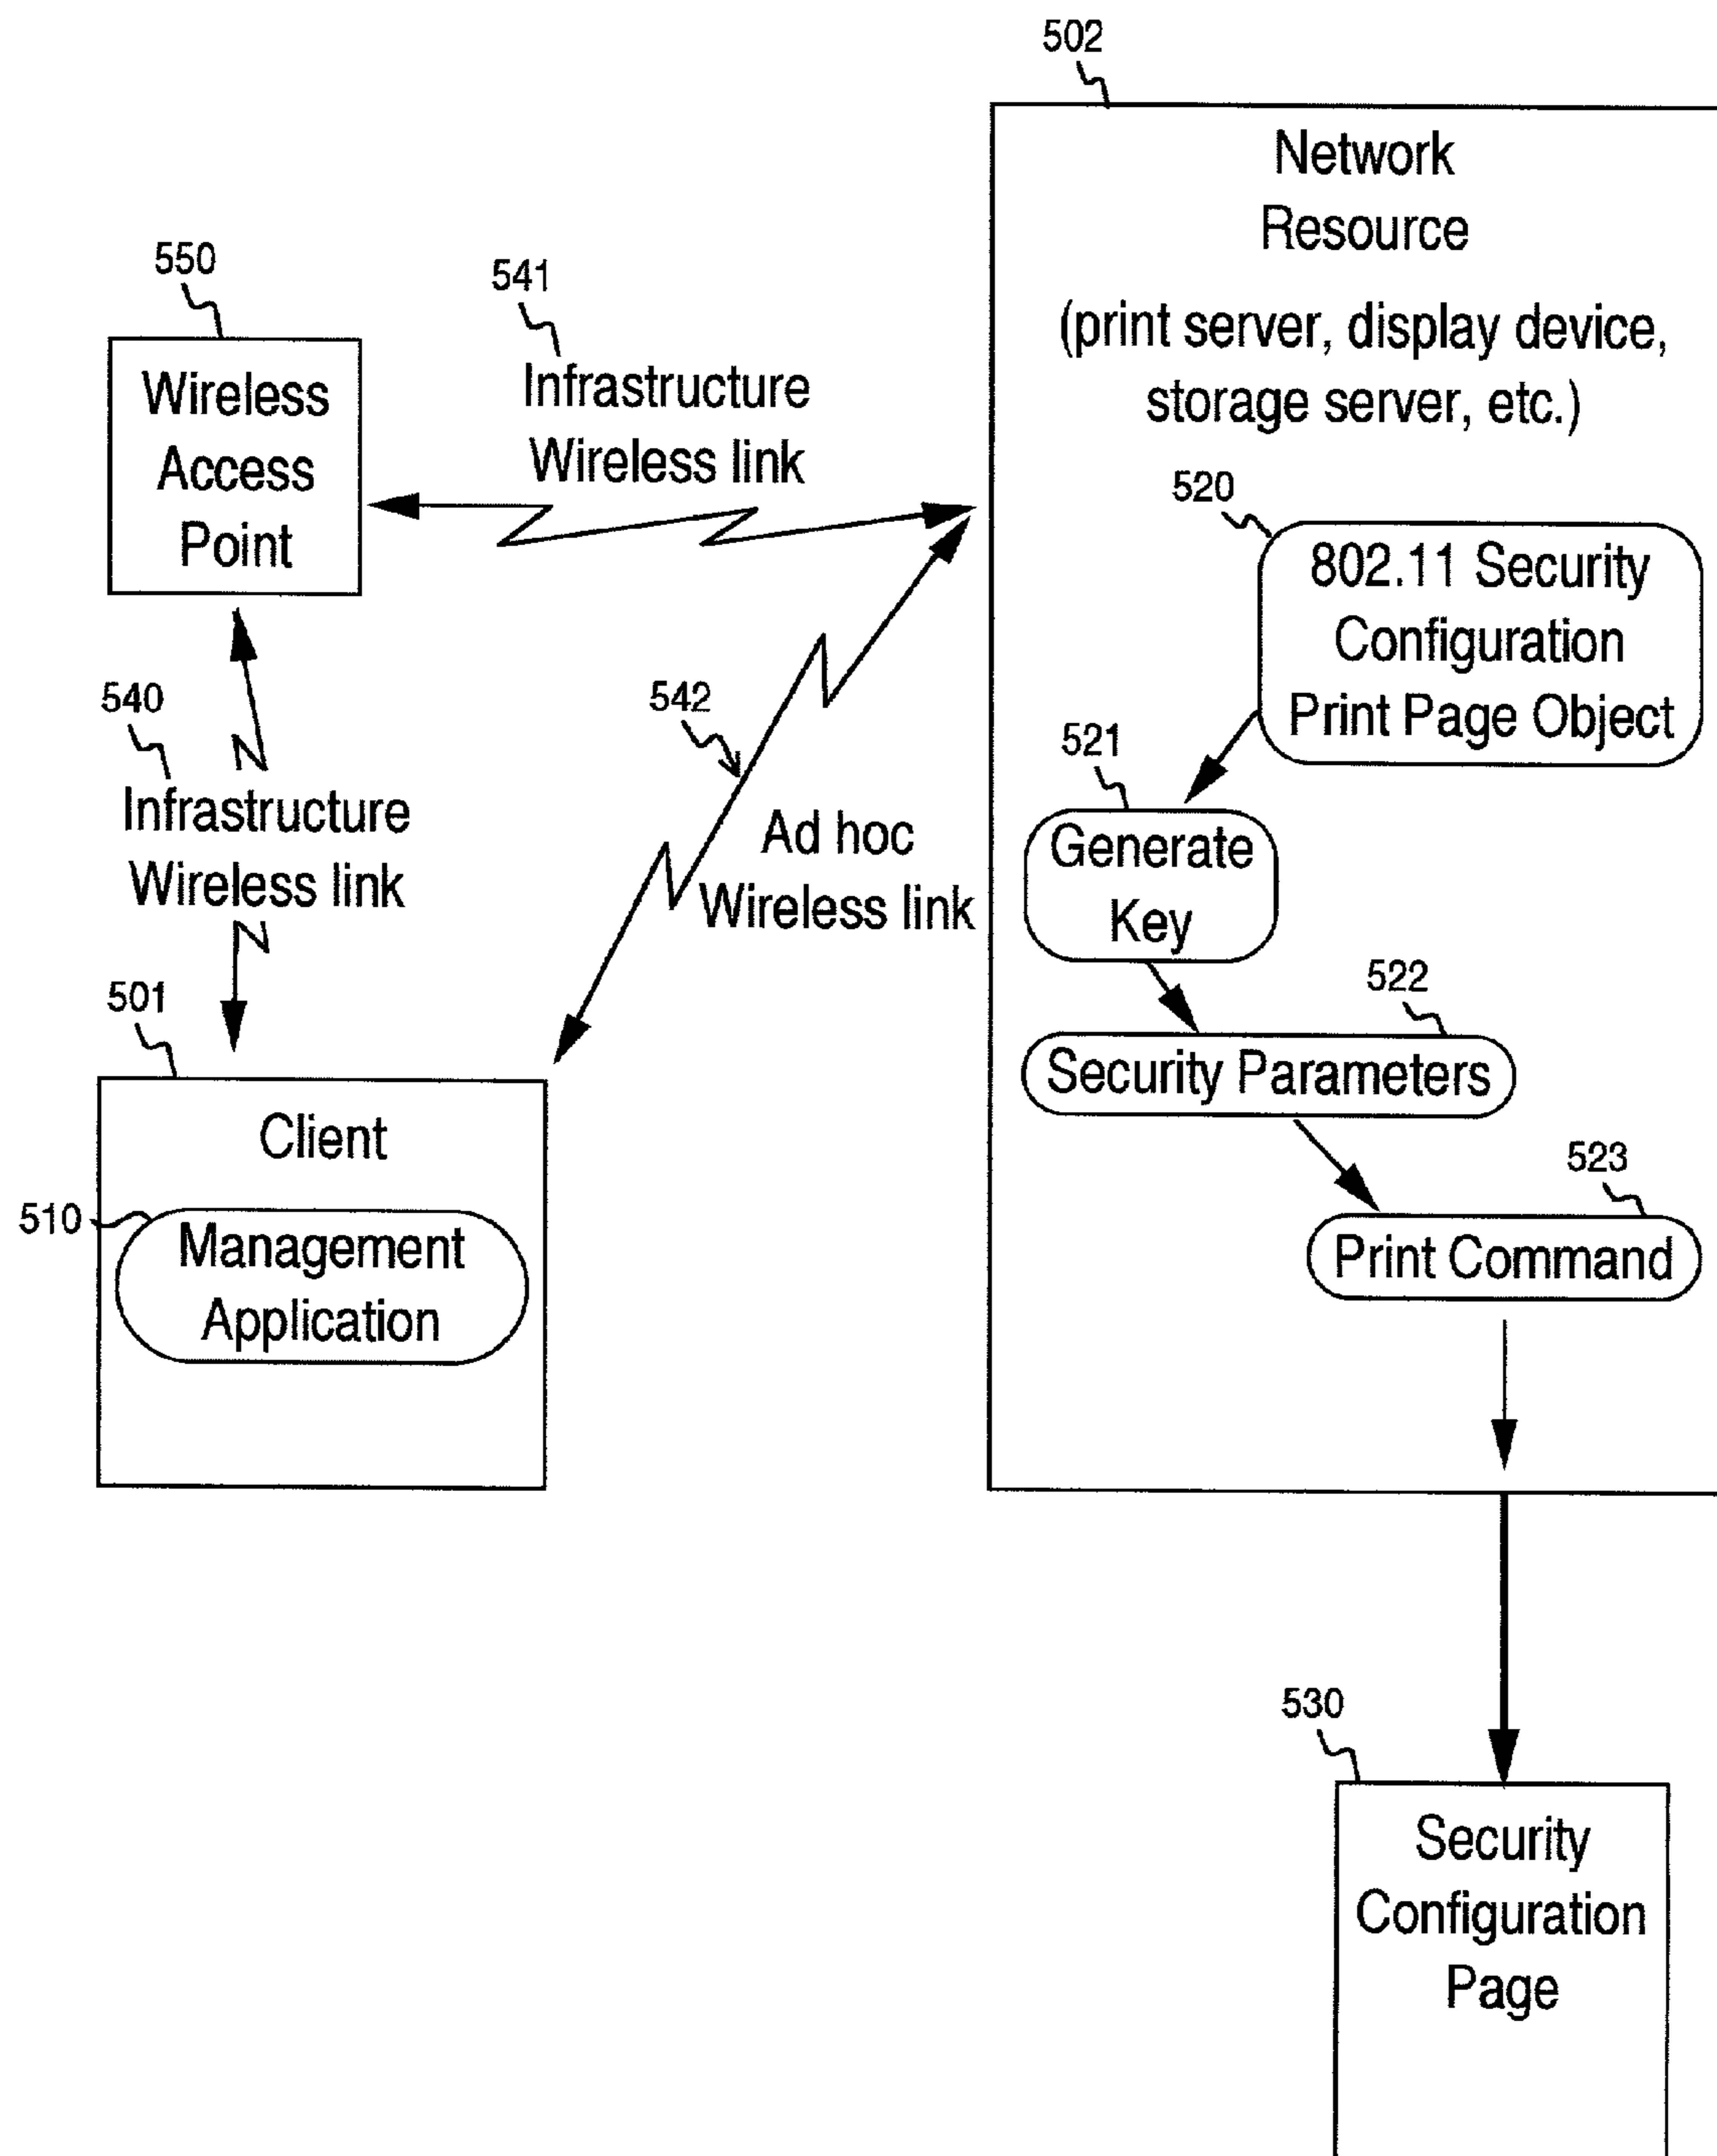 502
Network
Resource
(print server, display device,
storage server, etc.)
550
Wireless
Access
Point
541
Infrastructure
Wireless link
520
802.11 Security
Configuration
Print Page Object
540
Infrastructure
Wireless link
542
Ad hoc
Wireless link
521
Generate
Key
522
Security Parameters
523
Print Command
501
Client
510
Management
Application
530
Security
Configuration
Page